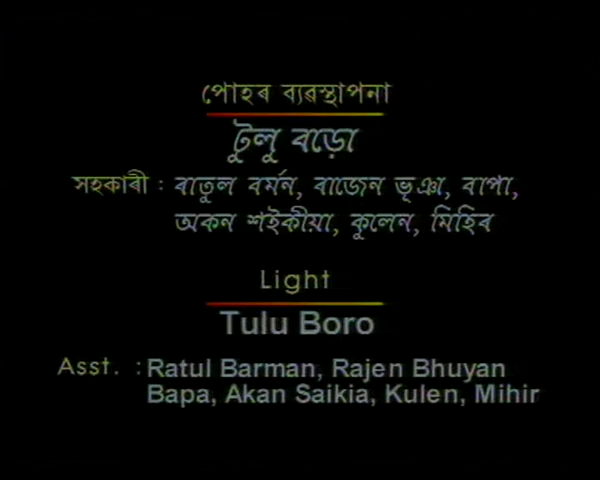 পোহৰ ব্যৱস্থাপনা
টুলু বড়ো
সহকাৰী : ৰাতুল বৰ্মন, ৰাজেন ভূঞা, বাপা,
অকন শইকীয়া, কুলেন, মিহিৰ
Light
Tulu Boro
Asst. : Ratul Barman, Rajen Bhuyan
Bapa, Akan Saikia, Kulen, Mihir